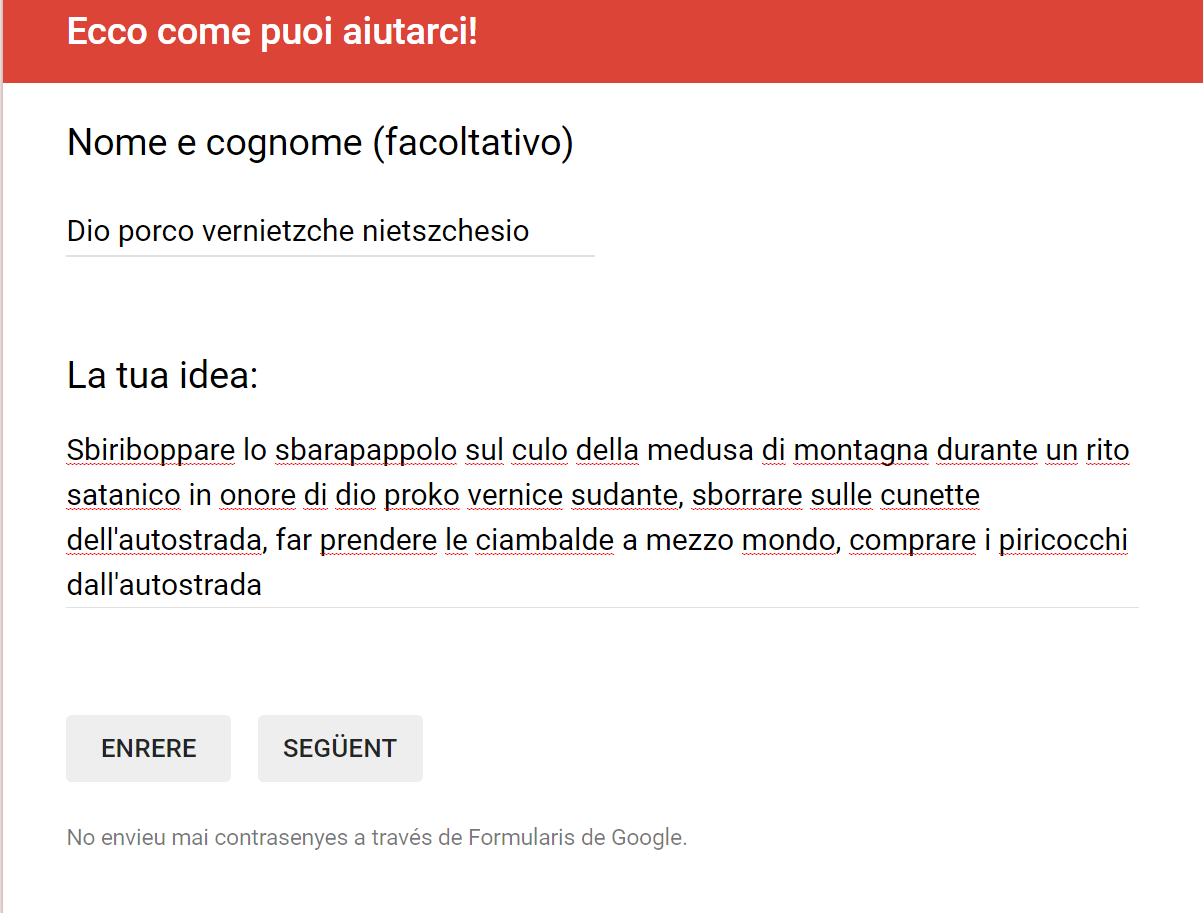 Ecco come puoi aiutarci!
Nome e cognome (facoltativo)
Dio porco vernietzche nietszchesio
La tua idea:
Sbiriboppare lo sbarapappolo sul culo della medusa di montagna durante un rito
satanico in onore di dio proko vernice sudante, sborrare sulle cunette
dell'autostrada, far prendere le ciambalde a mezzo mondo, comprare i piricocchi
dall'autostrada
ENRERE SEGÜENT
No envieu mai contrasenyes a través de Formularis de Google.